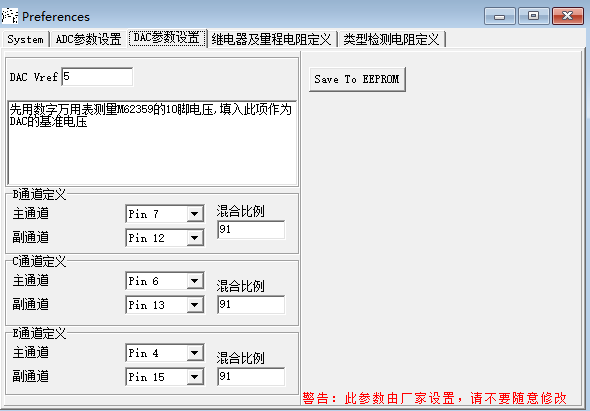 Preferences
System ADC参数设置 DAC参数设置 继电器及量程电阻定义 类型检测电阻定义
DAC Vref 5
Save To EEPROM
先用数字万用表测量M62359的10脚电压,填入此项作为
DAC的基准电压
B通道定义
主通道 Pin 7 混合比例
副通道 Pin 12 91
C通道定义
主通道 Pin 6 混合比例
副通道 Pin 13 91
E通道定义
主通道 Pin 4 混合比例
副通道 Pin 15 91
警告：此参数由厂家设置，请不要随意修改